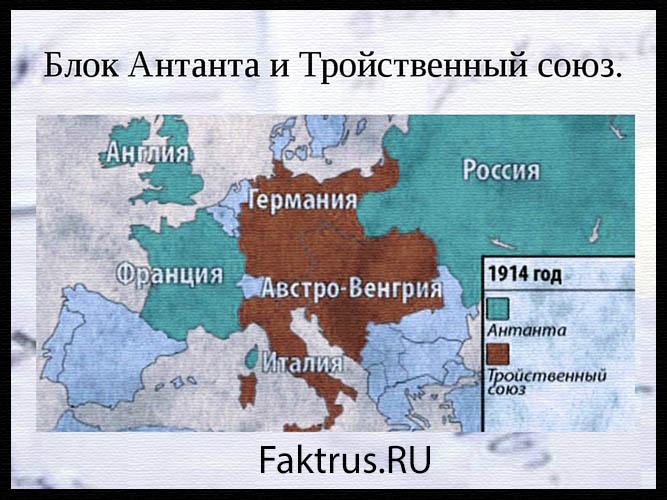 Блок Антанта и Тройственный союз.
Англия
Россия
Германия
Франция
Австро-Венгрия
1914 год
Антанта
Италия
Тройственный
союз
Faktrus.RU